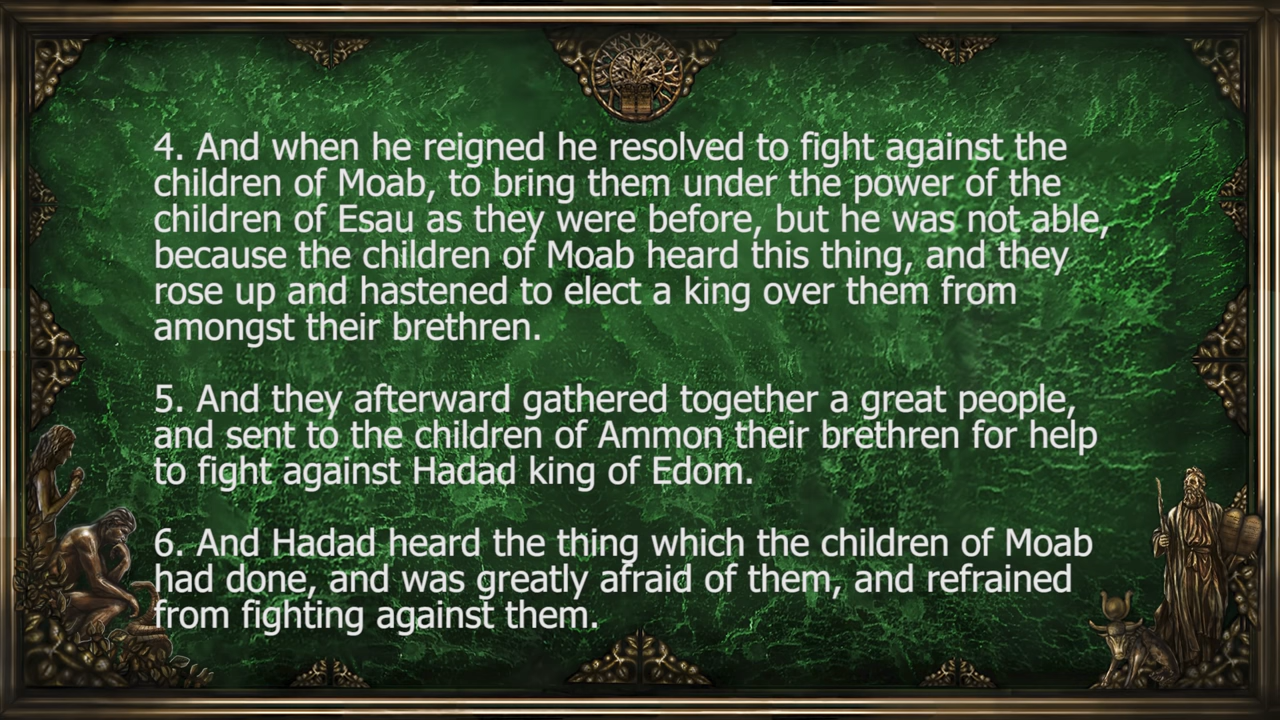 4. And when he reigned he resolved to fight against the
children of Moab, to bring them under the power of the
children of Esau as they were before, but he was not able,
because the children of Moab heard this thing, and they
rose up and hastened to elect a king over them from
amongst their brethren.
5. And they afterward gathered together a great people,
and sent to the children of Ammon their brethren for help
to fight against Hadad king of Edom.
6. And Hadad heard the thing which the children of Moab
had done, and was greatly afraid of them, and refrained
from fighting against them.